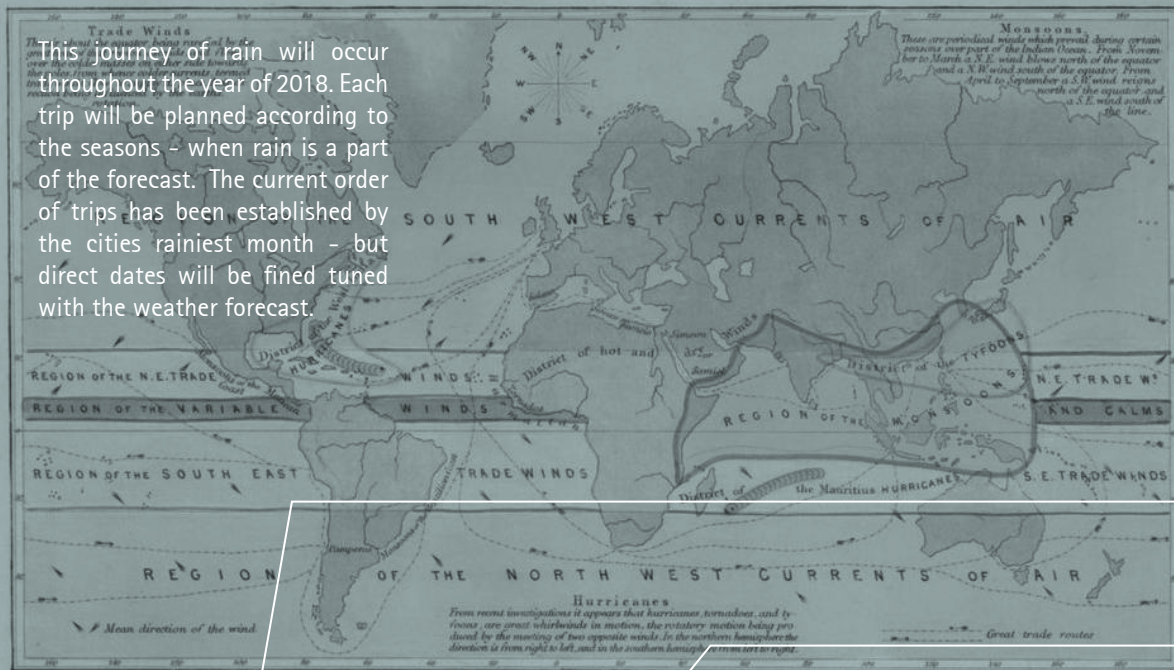 This journey of rain will occur
throughout the year of 2018. Each
trip will be planned according to
the seasons - when rain is a part
of the forecast. The current order
of trips has been established by
the cities rainiest month - but
direct dates will be fined tuned
with the weather forecast.
Trade Winds
Monsoons
These are periodical winds which prevail during certain
seasons over part of the Indian Ocean. From Novem
ber to March a N.E. wind blows north of the equator
and a N.W. wind south of the equator. From
April to September a S.W. wind reigns
north of the equator, and
a S.E. wind south of
the line.
N
NE
E
SE
S
SW
W
SOUTH WEST CURRENTS OF AIR
District of the
HURRICANES
District of hot and
Winds
District of the TYFOONS
REGION OF THE N.E. TRADE WINDS
N.E. TRADE Wˢ
REGION OF THE VARIABLE WINDS
AND CALMS
REGION OF THE MONSOONS
REGION OF THE SOUTH EAST TRADE WINDS
S.E. TRADE WINDS
District of the Mauritius HURRICANES
Pamperos
REGION OF THE NORTH WEST CURRENTS OF AIR
Hurricanes
From recent investigations it appears that hurricanes, tornadoes, and ty
foons, are great whirlwinds in motion, the rotatory motion being pro
duced by the meeting of two opposite winds. In the northern hemisphere the
direction is from right to left, and in the southern hemisphere from left to right.
Mean direction of the wind
Great trade routes